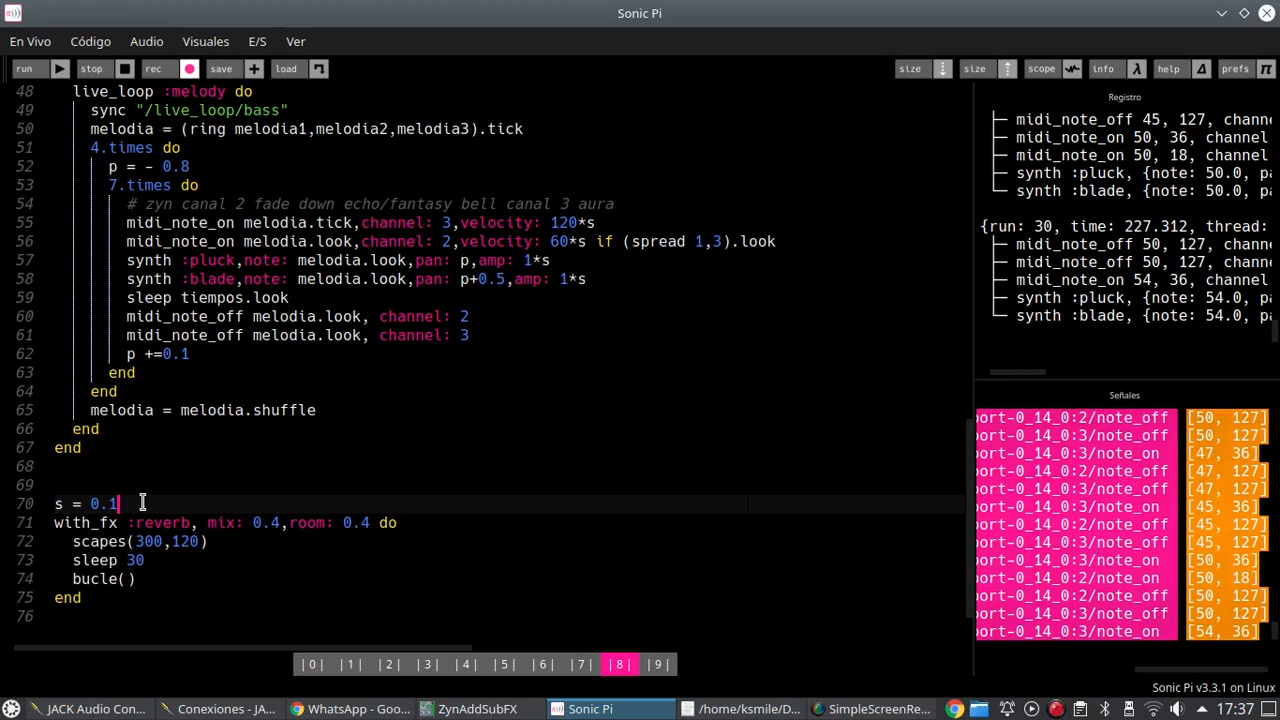 Sonic Pi
En Vivo Código Audio Visuales E/S Ver
run stop rec save load size size scope info help prefs
48 live_loop :melody do
49 sync "/live_loop/bass"
50 melodia = (ring melodia1,melodia2,melodia3).tick
51 4.times do
52 p = - 0.8
53 7.times do
54 # zyn canal 2 fade down echo/fantasy bell canal 3 aura
55 midi_note_on melodia.tick,channel: 3,velocity: 120*s
56 midi_note_on melodia.look,channel: 2,velocity: 60*s if (spread 1,3).look
57 synth :pluck,note: melodia.look,pan: p,amp: 1*s
58 synth :blade,note: melodia.look,pan: p+0.5,amp: 1*s
59 sleep tiempos.look
60 midi_note_off melodia.look, channel: 2
61 midi_note_off melodia.look, channel: 3
62 p +=0.1
63 end
64 end
65 melodia = melodia.shuffle
66 end
67 end
68
69
70 s = 0.1
71 with_fx :reverb, mix: 0.4,room: 0.4 do
72 scapes(300,120)
73 sleep 30
74 bucle()
75 end
76
Registro
├─ midi_note_off 45, 127, channe
├─ midi_note_on 50, 36, channel
├─ midi_note_on 50, 18, channel
├─ synth :pluck, {note: 50.0, pa
└─ synth :blade, {note: 50.0, pa
{run: 30, time: 227.312, thread:
├─ midi_note_off 50, 127, channe
├─ midi_note_off 50, 127, channe
├─ midi_note_on 54, 36, channel
├─ synth :pluck, {note: 54.0, pa
└─ synth :blade, {note: 54.0, pa
Señales
port-0_14_0:2/note_off [50, 127]
port-0_14_0:3/note_off [50, 127]
port-0_14_0:3/note_on [47, 36]
port-0_14_0:2/note_off [47, 127]
port-0_14_0:3/note_off [47, 127]
port-0_14_0:3/note_on [45, 36]
port-0_14_0:2/note_off [45, 127]
port-0_14_0:3/note_off [45, 127]
port-0_14_0:3/note_on [50, 36]
port-0_14_0:2/note_on [50, 18]
port-0_14_0:2/note_off [50, 127]
port-0_14_0:3/note_off [50, 127]
port-0_14_0:3/note_on [54, 36]
|0| |1| |2| |3| |4| |5| |6| |7| |8| |9|
Sonic Pi v3.3.1 on Linux
JACK Audio Con... Conexiones - JA... WhatsApp - Goo... ZynAddSubFX Sonic Pi /home/ksmile/D... SimpleScreenRe... 17:37